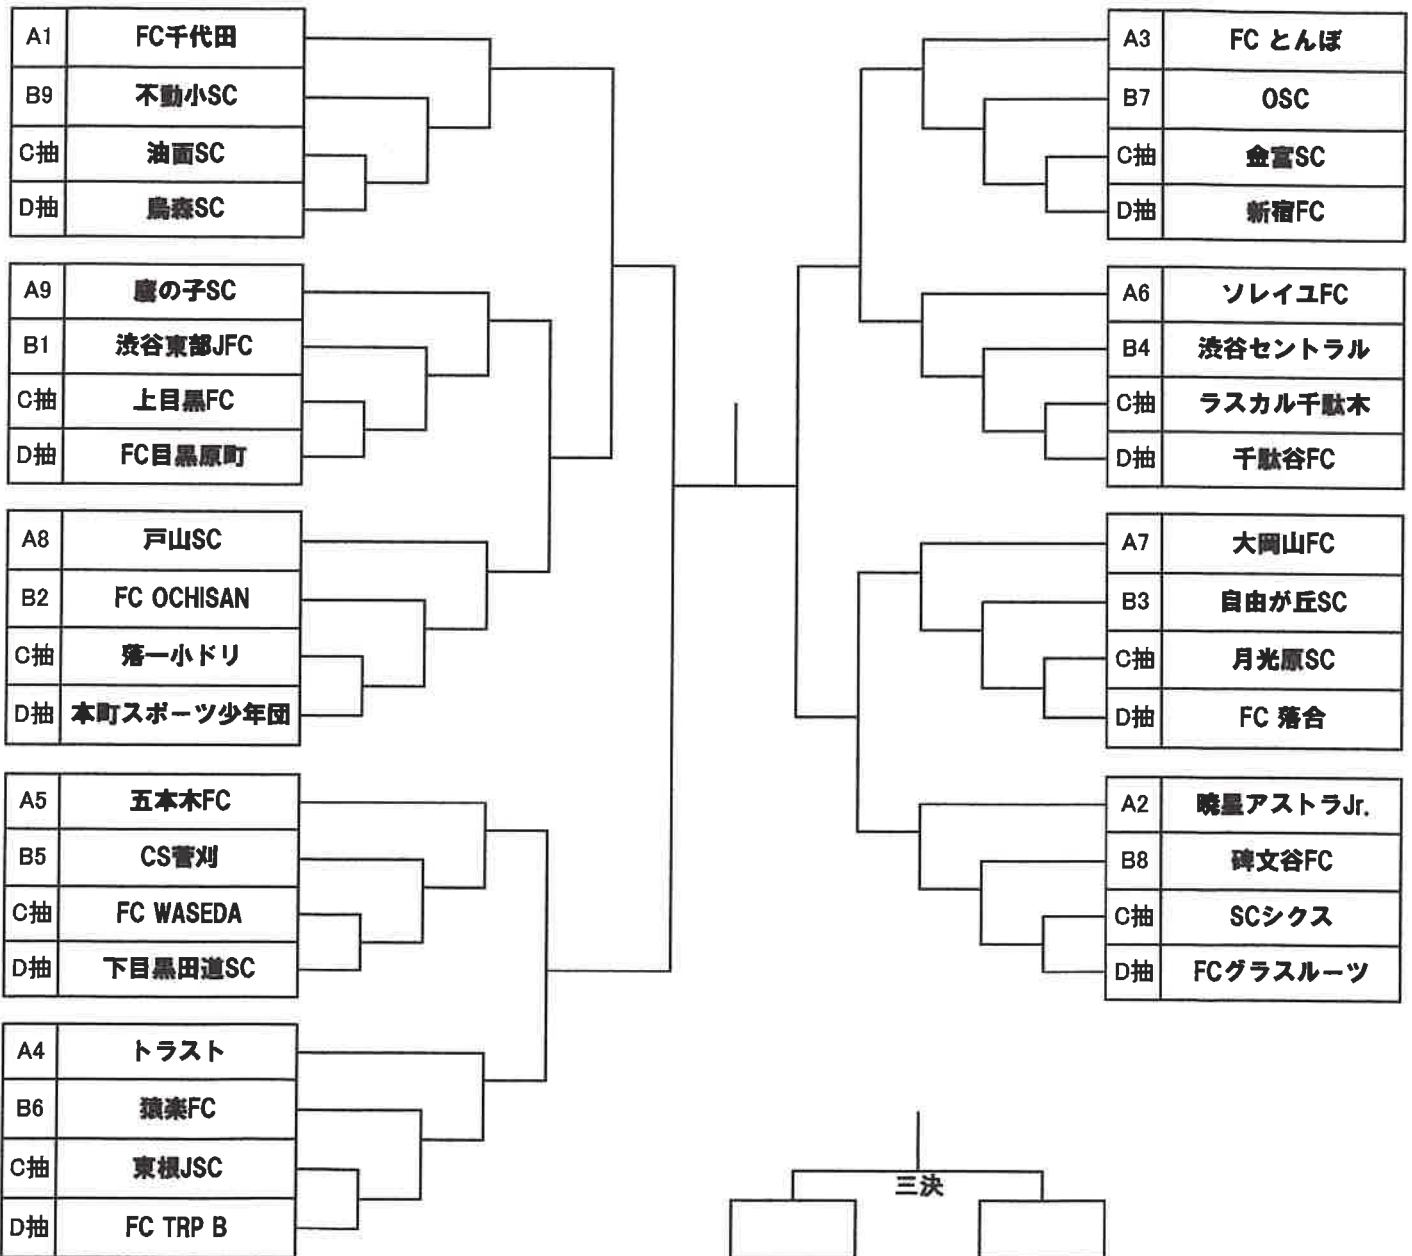 A1 FC千代田
B9 不動小SC
C抽 油面SC
D抽 烏森SC
A9 鷹の子SC
B1 渋谷東部JFC
C抽 上目黒FC
D抽 FC目黒原町
A8 戸山SC
B2 FC OCHISAN
C抽 落一小ドリ
D抽 本町スポーツ少年団
A5 五本木FC
B5 CS菅刈
C抽 FC WASEDA
D抽 下目黒田道SC
A4 トラスト
B6 猿楽FC
C抽 東根JSC
D抽 FC TRP B
A3 FC とんぼ
B7 OSC
C抽 金富SC
D抽 新宿FC
A6 ソレイユFC
B4 渋谷セントラル
C抽 ラスカル千駄木
D抽 千駄谷FC
A7 大岡山FC
B3 自由が丘SC
C抽 月光原SC
D抽 FC 落合
A2 暁星アストラJr.
B8 碑文谷FC
C抽 SCシクス
D抽 FCグラスルーツ
三決